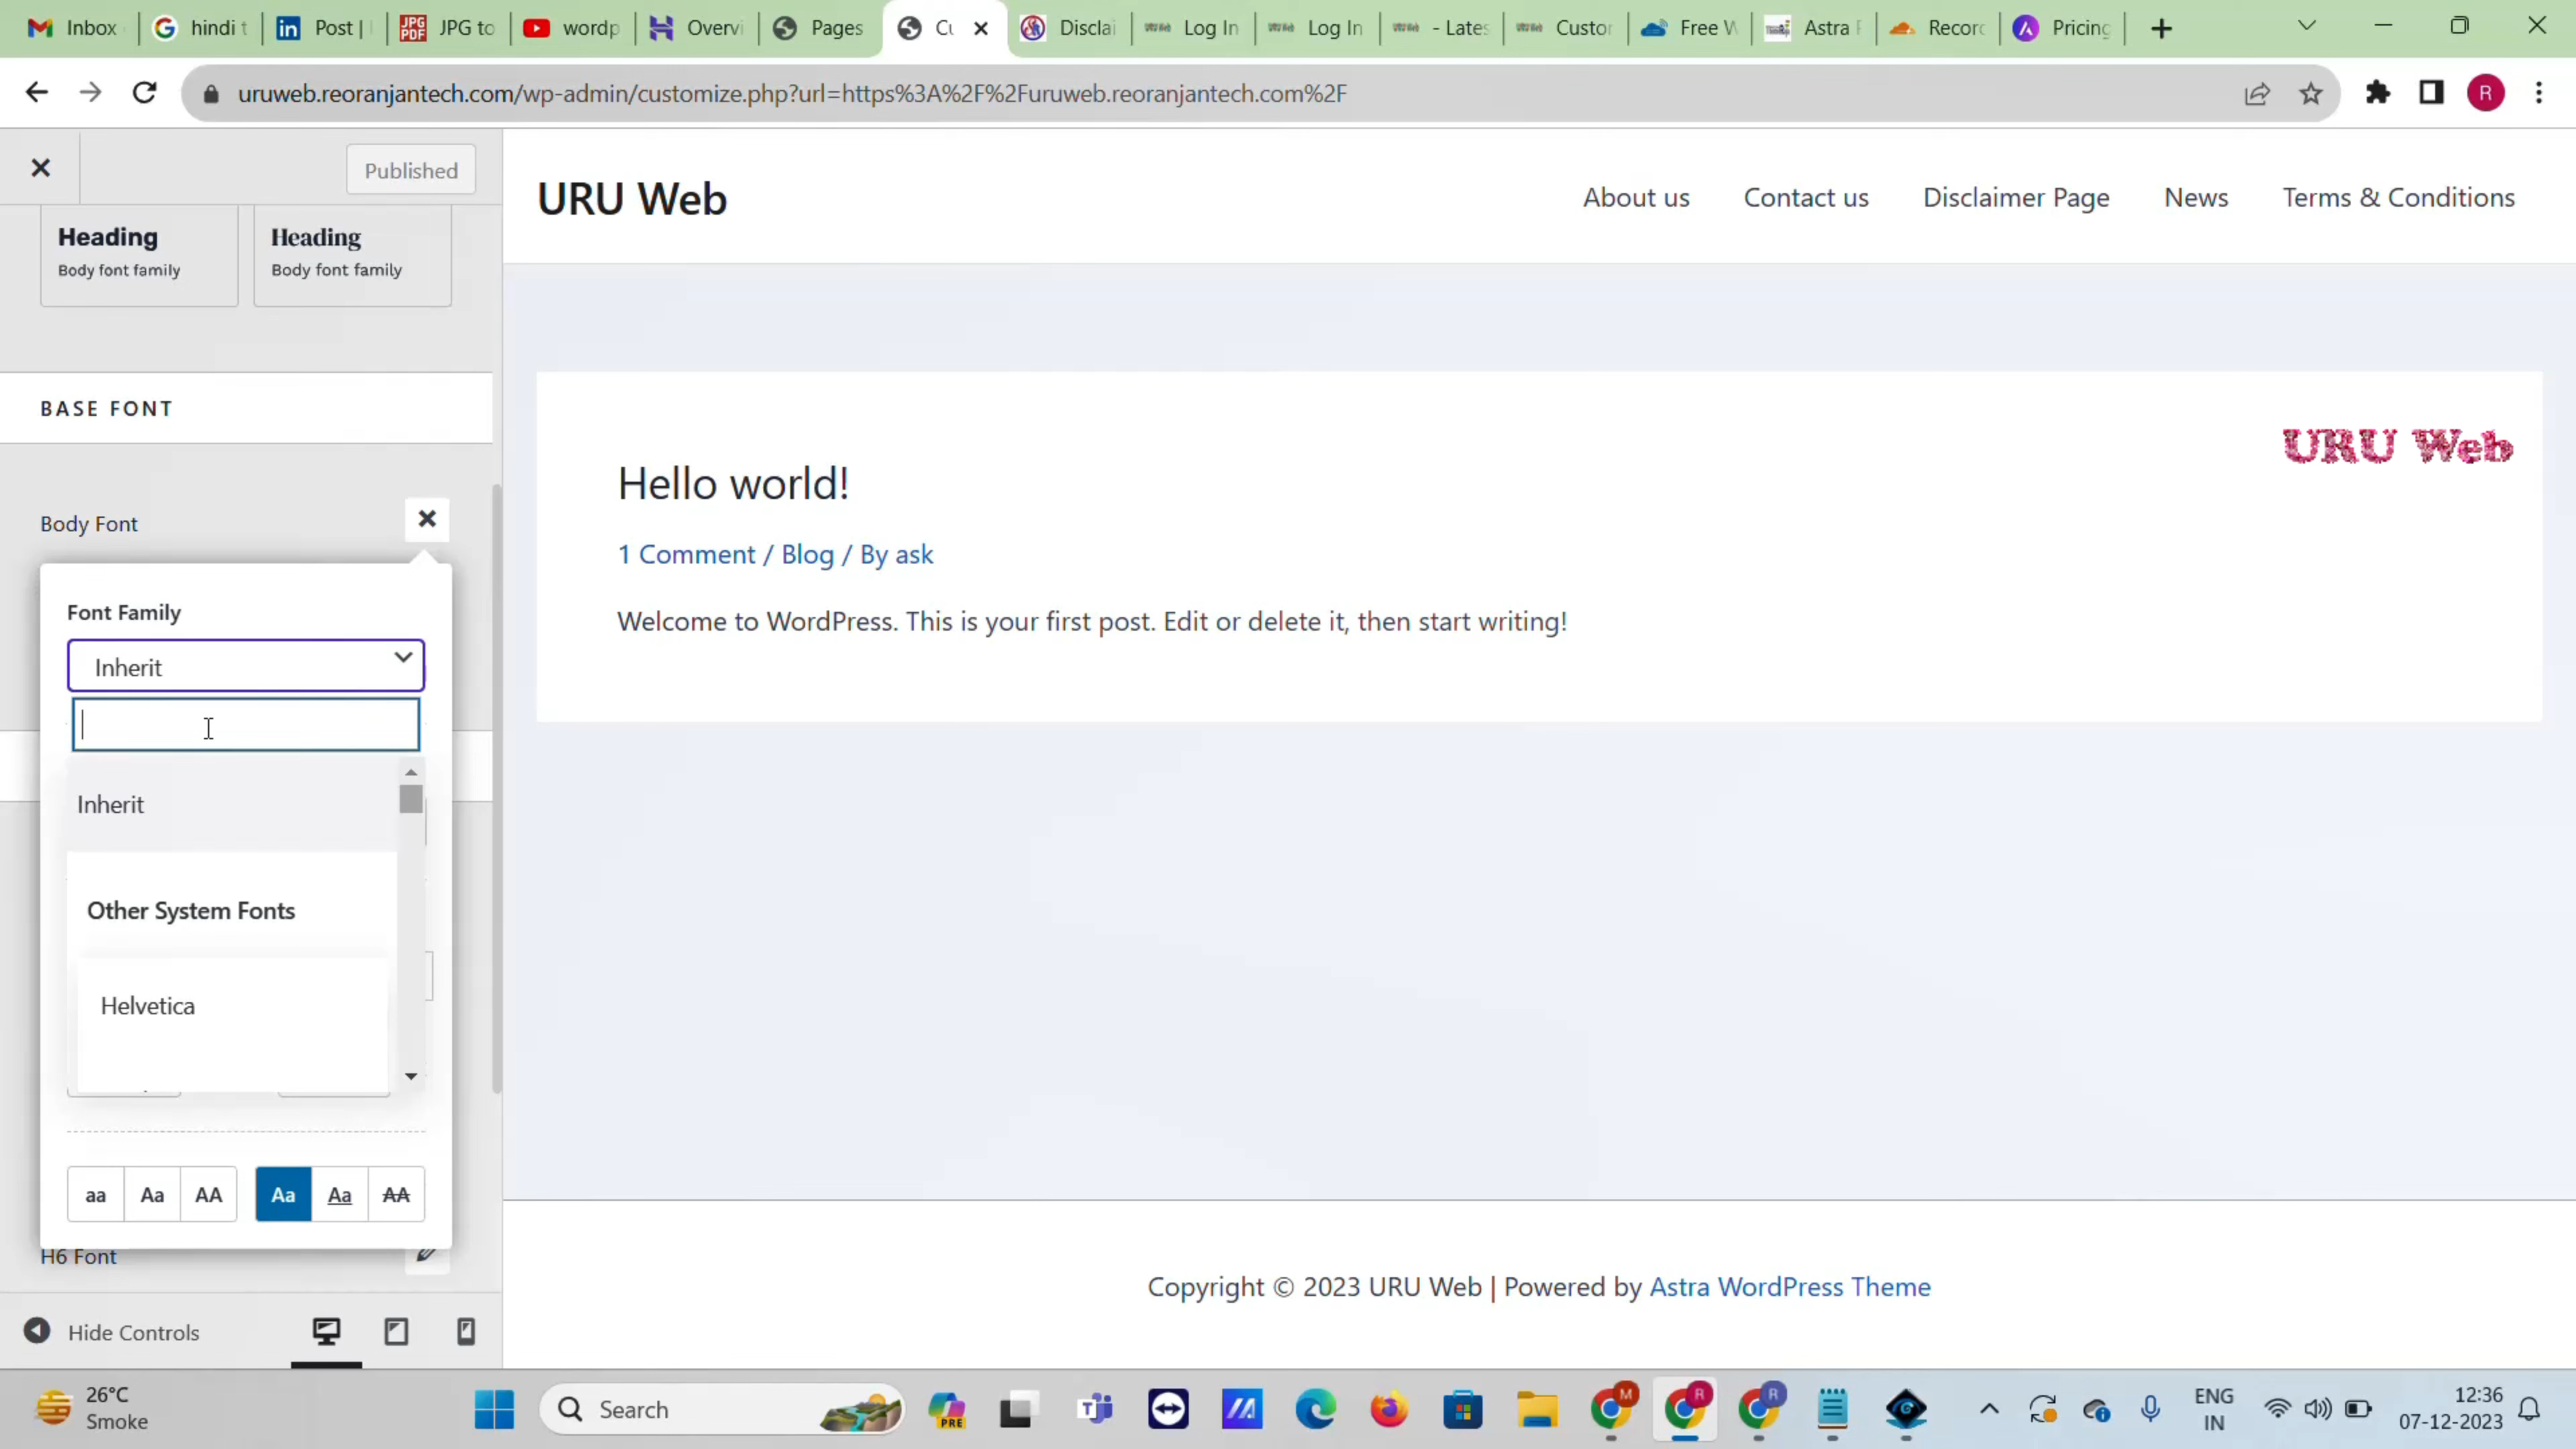 Inbox
hindi t
Post |
JPG to
wordp
Overvi
Pages
Cu
Disclai
Log In
Log In
- Lates
Custor
Free W
Astra F
Record
Pricing
uruweb.reoranjantech.com/wp-admin/customize.php?url=https%3A%2F%2Furuweb.reoranjantech.com%2F
R
Published
Heading
Body font family
Heading
Body font family
BASE FONT
Body Font
Font Family
Inherit
Inherit
Other System Fonts
Helvetica
aa Aa AA Aa Aa AA
H6 Font
Hide Controls
URU Web
About us Contact us Disclaimer Page News Terms & Conditions
URU Web
Hello world!
1 Comment / Blog / By ask
Welcome to WordPress. This is your first post. Edit or delete it, then start writing!
Copyright © 2023 URU Web | Powered by Astra WordPress Theme
26°C
Smoke
Search
PRE
M
R
R
ENG
IN
12:36
07-12-2023